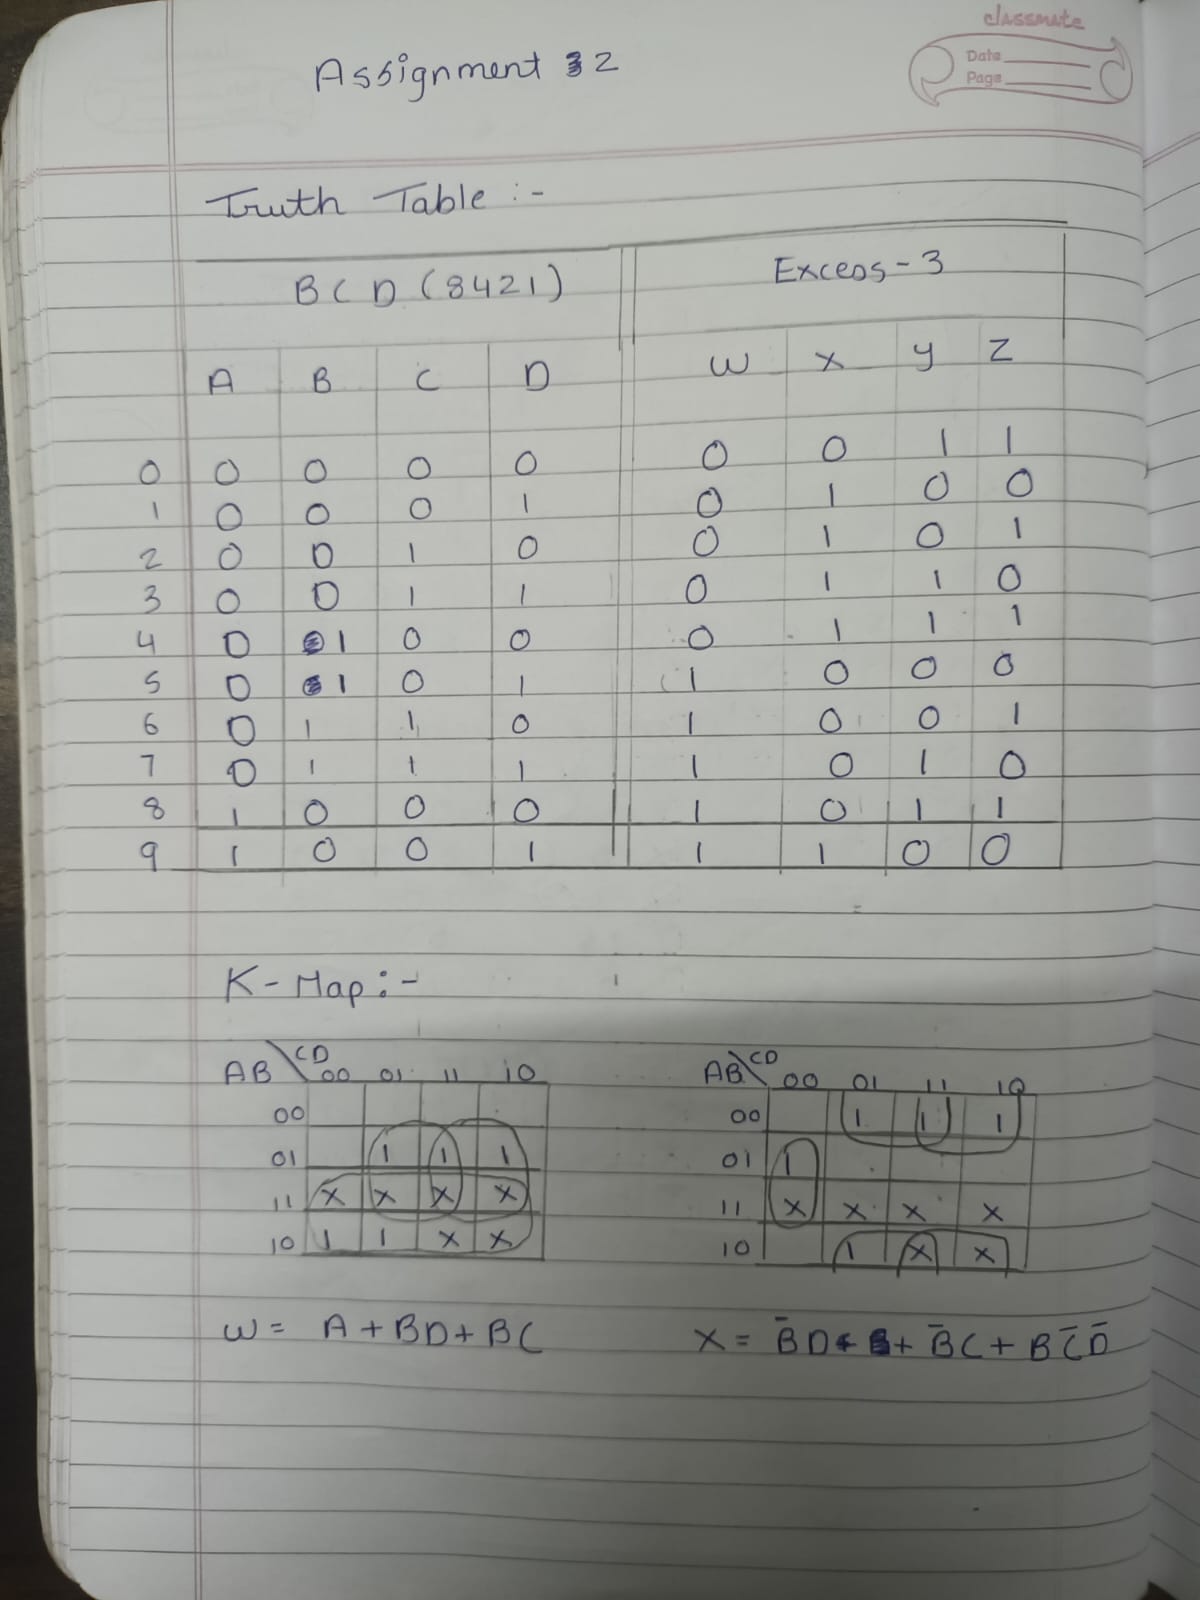 classmate
Date
Page
Assignment 2
Truth Table :-
BCD (8421) Excess-3
A B C D W X Y Z
0 0 0 0 0 0 0 1 1
1 0 0 0 1 0 1 0 0
2 0 0 1 0 0 1 0 1
3 0 0 1 1 0 1 1 0
4 0 1 0 0 0 1 1 1
5 0 1 0 1 1 0 0 0
6 0 1 1 0 1 0 0 1
7 0 1 1 1 1 0 1 0
8 1 0 0 0 1 0 1 1
9 1 0 0 1 1 1 0 0
K-Map :-
AB\CD 00 01 11 10 AB\CD 00 01 11 10
00 00 1 1 1
01 1 1 1 01 1
11 x x x x 11 x x x x
10 1 1 x x 10 1 x x
W = A + BD + BC X = B̄D + B̄C + BC̄D̄